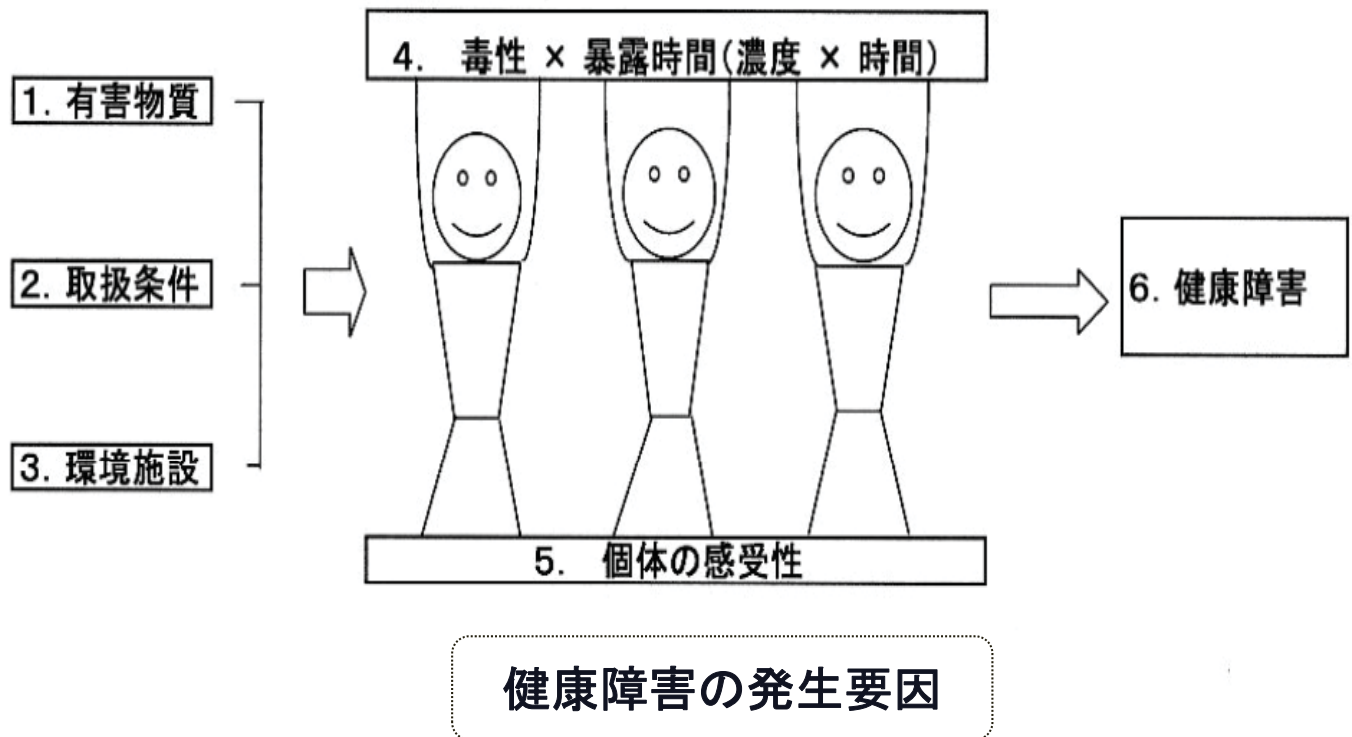 4. 毒性 × 暴露時間(濃度 × 時間)
1. 有害物質
2. 取扱条件
3. 環境施設
6. 健康障害
5. 個体の感受性
健康障害の発生要因